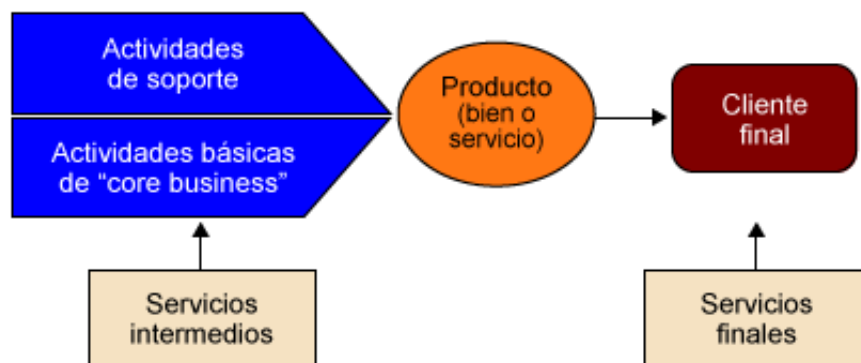 Actividades
de soporte
Actividades básicas
de “core business”
Producto
(bien o
servicio)
Cliente
final
Servicios
intermedios
Servicios
finales